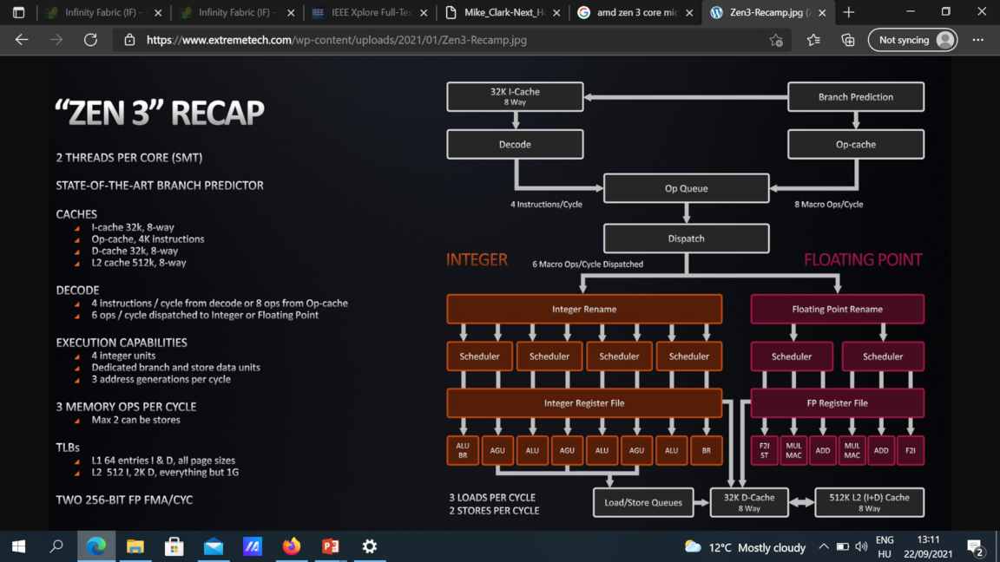 Infinity Fabric (IF) -
Infinity Fabric (IF) -
IEEE Xplore Full-Te
Mike_Clark-Next_H
amd zen 3 core mic
Zen3-Recamp.jpg (
Not syncing
https://www.extremetech.com/wp-content/uploads/2021/01/Zen3-Recamp.jpg
“ZEN 3” RECAP
2 THREADS PER CORE (SMT)
STATE-OF-THE-ART BRANCH PREDICTOR
CACHES
I-cache 32k, 8-way
Op-cache, 4K instructions
D-cache 32k, 8-way
L2 cache 512k, 8-way
DECODE
4 instructions / cycle from decode or 8 ops from Op-cache
6 ops / cycle dispatched to Integer or Floating Point
EXECUTION CAPABILITIES
4 integer units
Dedicated branch and store data units
3 address generations per cycle
3 MEMORY OPS PER CYCLE
Max 2 can be stores
TLBs
L1 64 entries I & D, all page sizes
L2 512 I, 2K D, everything but 1G
TWO 256-BIT FP FMA/CYC
32K I-Cache
8 Way
Branch Prediction
Decode
Op-cache
Op Queue
4 Instructions/Cycle
8 Macro Ops/Cycle
Dispatch
INTEGER
6 Macro Ops/Cycle Dispatched
FLOATING POINT
Integer Rename
Floating Point Rename
Scheduler
Scheduler
Scheduler
Scheduler
Scheduler
Scheduler
Integer Register File
FP Register File
ALU
BR
AGU
ALU
AGU
ALU
AGU
ALU
BR
F2I
ST
MUL
MAC
ADD
MUL
MAC
ADD
F2I
3 LOADS PER CYCLE
2 STORES PER CYCLE
Load/Store Queues
32K D-Cache
8 Way
512K L2 (I+D) Cache
8 Way
12°C Mostly cloudy
ENG
HU
13:11
22/09/2021
2